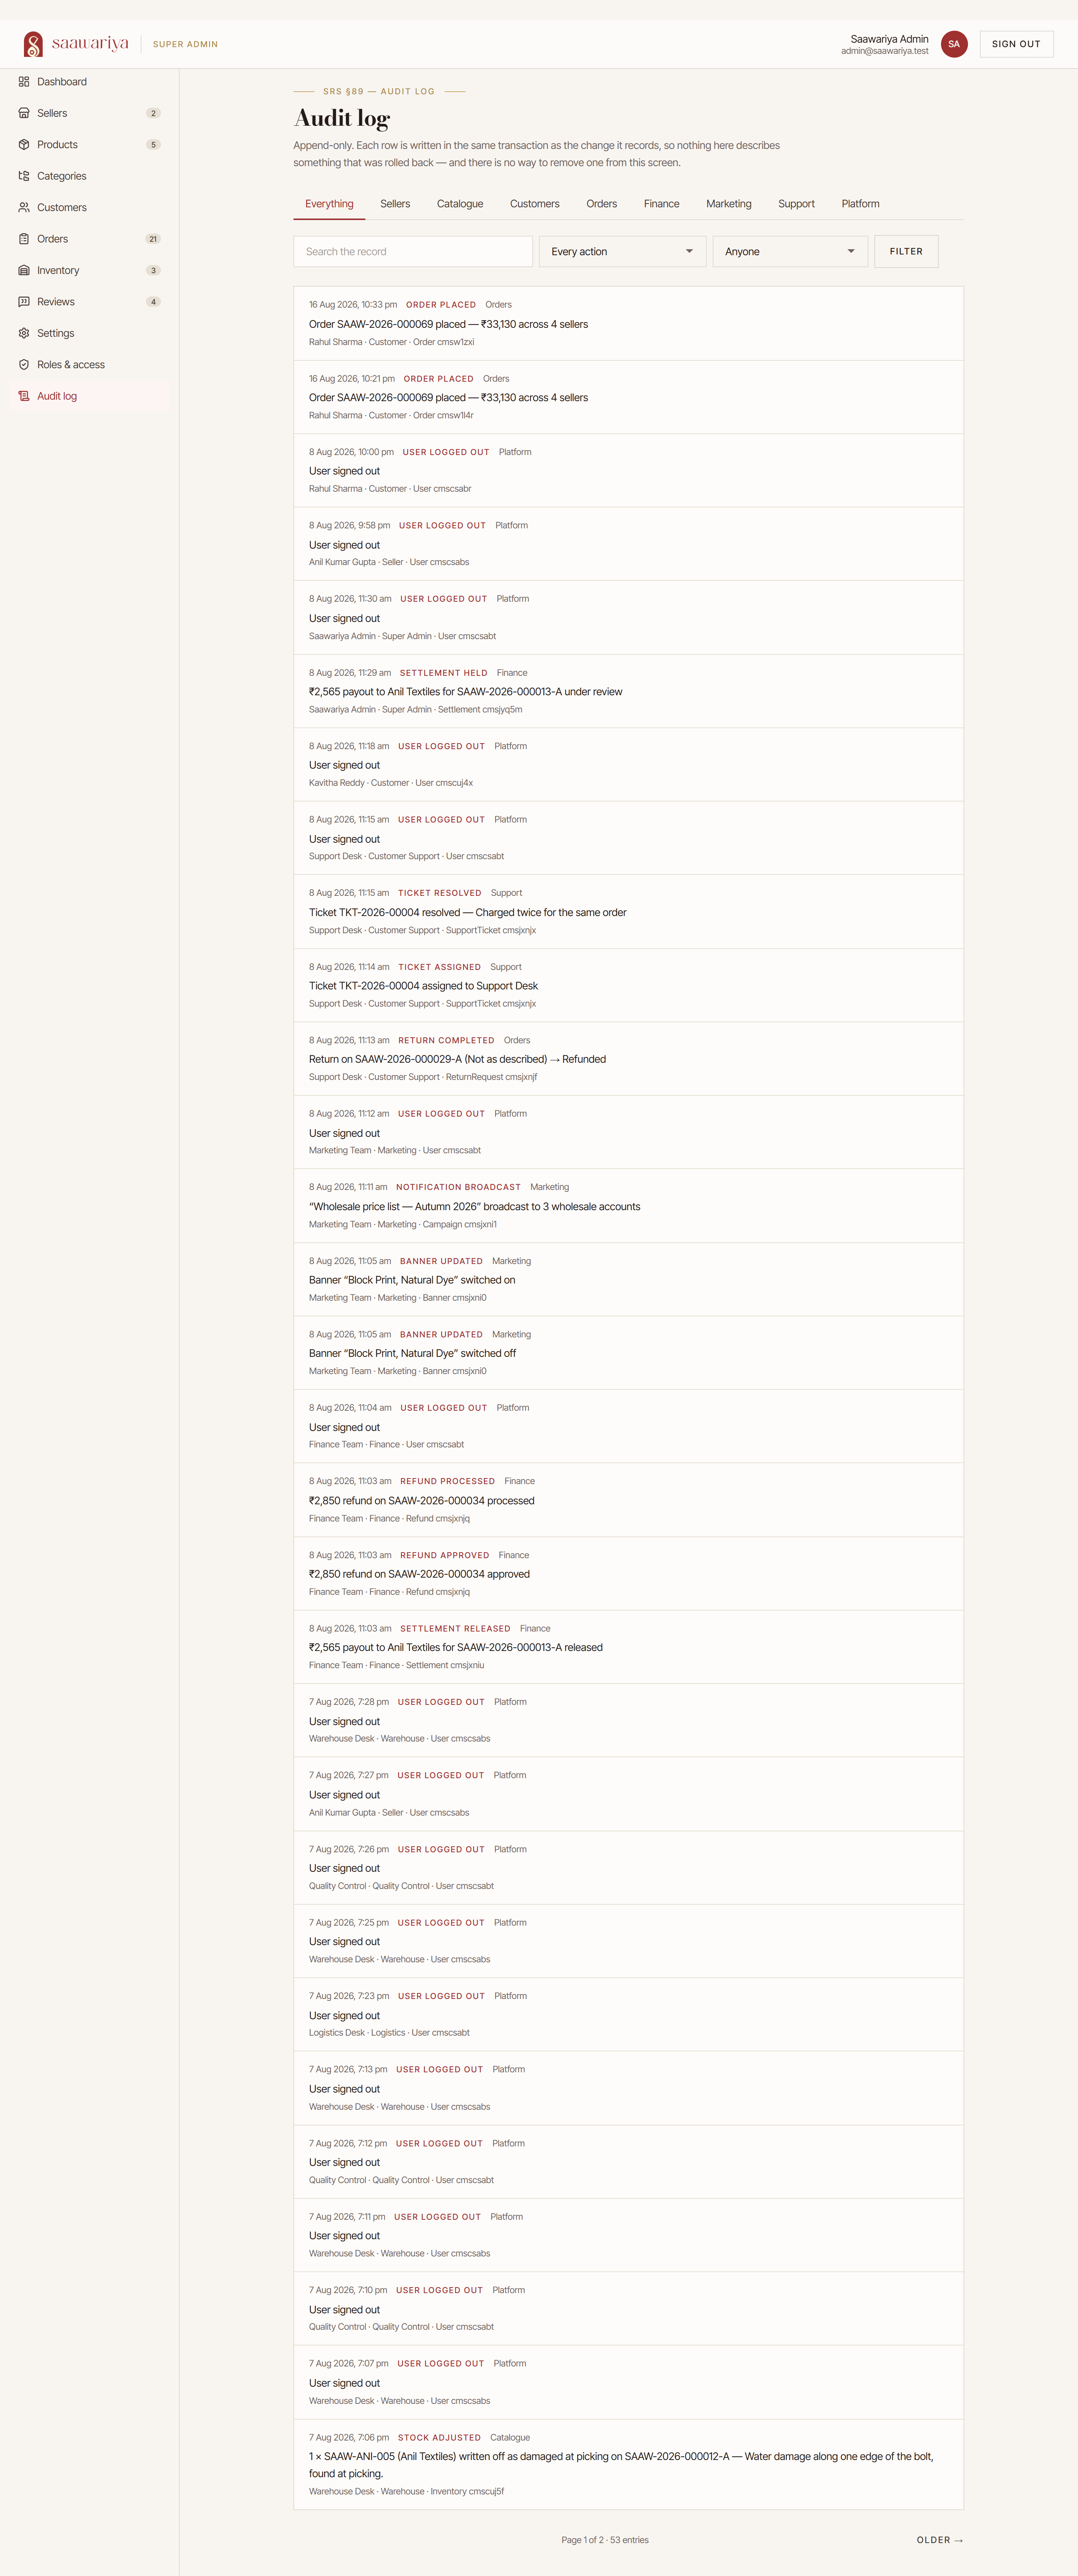 saawariya
SUPER ADMIN
Saawariya Admin
admin@saawariya.test
SA
SIGN OUT
Dashboard
Sellers 2
Products 5
Categories
Customers
Orders 21
Inventory 3
Reviews 4
Settings
Roles & access
Audit log
SRS §89 — AUDIT LOG
Audit log
Append-only. Each row is written in the same transaction as the change it records, so nothing here describes
something that was rolled back — and there is no way to remove one from this screen.
Everything Sellers Catalogue Customers Orders Finance Marketing Support Platform
Search the record Every action Anyone FILTER
16 Aug 2026, 10:33 pm ORDER PLACED Orders
Order SAAW-2026-000069 placed — ₹33,130 across 4 sellers
Rahul Sharma · Customer · Order cmsw1zxi
16 Aug 2026, 10:21 pm ORDER PLACED Orders
Order SAAW-2026-000069 placed — ₹33,130 across 4 sellers
Rahul Sharma · Customer · Order cmsw1l4r
8 Aug 2026, 10:00 pm USER LOGGED OUT Platform
User signed out
Rahul Sharma · Customer · User cmscsabr
8 Aug 2026, 9:58 pm USER LOGGED OUT Platform
User signed out
Anil Kumar Gupta · Seller · User cmscsabs
8 Aug 2026, 11:30 am USER LOGGED OUT Platform
User signed out
Saawariya Admin · Super Admin · User cmscsabt
8 Aug 2026, 11:29 am SETTLEMENT HELD Finance
₹2,565 payout to Anil Textiles for SAAW-2026-000013-A under review
Saawariya Admin · Super Admin · Settlement cmsjyq5m
8 Aug 2026, 11:18 am USER LOGGED OUT Platform
User signed out
Kavitha Reddy · Customer · User cmscuj4x
8 Aug 2026, 11:15 am USER LOGGED OUT Platform
User signed out
Support Desk · Customer Support · User cmscsabt
8 Aug 2026, 11:15 am TICKET RESOLVED Support
Ticket TKT-2026-00004 resolved — Charged twice for the same order
Support Desk · Customer Support · SupportTicket cmsjxnjx
8 Aug 2026, 11:14 am TICKET ASSIGNED Support
Ticket TKT-2026-00004 assigned to Support Desk
Support Desk · Customer Support · SupportTicket cmsjxnjx
8 Aug 2026, 11:13 am RETURN COMPLETED Orders
Return on SAAW-2026-000029-A (Not as described) → Refunded
Support Desk · Customer Support · ReturnRequest cmsjxnjf
8 Aug 2026, 11:12 am USER LOGGED OUT Platform
User signed out
Marketing Team · Marketing · User cmscsabt
8 Aug 2026, 11:11 am NOTIFICATION BROADCAST Marketing
“Wholesale price list — Autumn 2026” broadcast to 3 wholesale accounts
Marketing Team · Marketing · Campaign cmsjxni1
8 Aug 2026, 11:05 am BANNER UPDATED Marketing
Banner “Block Print, Natural Dye” switched on
Marketing Team · Marketing · Banner cmsjxni0
8 Aug 2026, 11:05 am BANNER UPDATED Marketing
Banner “Block Print, Natural Dye” switched off
Marketing Team · Marketing · Banner cmsjxni0
8 Aug 2026, 11:04 am USER LOGGED OUT Platform
User signed out
Finance Team · Finance · User cmscsabt
8 Aug 2026, 11:03 am REFUND PROCESSED Finance
₹2,850 refund on SAAW-2026-000034 processed
Finance Team · Finance · Refund cmsjxnjq
8 Aug 2026, 11:03 am REFUND APPROVED Finance
₹2,850 refund on SAAW-2026-000034 approved
Finance Team · Finance · Refund cmsjxnjq
8 Aug 2026, 11:03 am SETTLEMENT RELEASED Finance
₹2,565 payout to Anil Textiles for SAAW-2026-000013-A released
Finance Team · Finance · Settlement cmsjxniu
7 Aug 2026, 7:28 pm USER LOGGED OUT Platform
User signed out
Warehouse Desk · Warehouse · User cmscsabs
7 Aug 2026, 7:27 pm USER LOGGED OUT Platform
User signed out
Anil Kumar Gupta · Seller · User cmscsabs
7 Aug 2026, 7:26 pm USER LOGGED OUT Platform
User signed out
Quality Control · Quality Control · User cmscsabt
7 Aug 2026, 7:25 pm USER LOGGED OUT Platform
User signed out
Warehouse Desk · Warehouse · User cmscsabs
7 Aug 2026, 7:23 pm USER LOGGED OUT Platform
User signed out
Logistics Desk · Logistics · User cmscsabt
7 Aug 2026, 7:13 pm USER LOGGED OUT Platform
User signed out
Warehouse Desk · Warehouse · User cmscsabs
7 Aug 2026, 7:12 pm USER LOGGED OUT Platform
User signed out
Quality Control · Quality Control · User cmscsabt
7 Aug 2026, 7:11 pm USER LOGGED OUT Platform
User signed out
Warehouse Desk · Warehouse · User cmscsabs
7 Aug 2026, 7:10 pm USER LOGGED OUT Platform
User signed out
Quality Control · Quality Control · User cmscsabt
7 Aug 2026, 7:07 pm USER LOGGED OUT Platform
User signed out
Warehouse Desk · Warehouse · User cmscsabs
7 Aug 2026, 7:06 pm STOCK ADJUSTED Catalogue
1 × SAAW-ANI-005 (Anil Textiles) written off as damaged at picking on SAAW-2026-000012-A — Water damage along one edge of the bolt,
found at picking.
Warehouse Desk · Warehouse · Inventory cmscuj5f
Page 1 of 2 · 53 entries
OLDER →